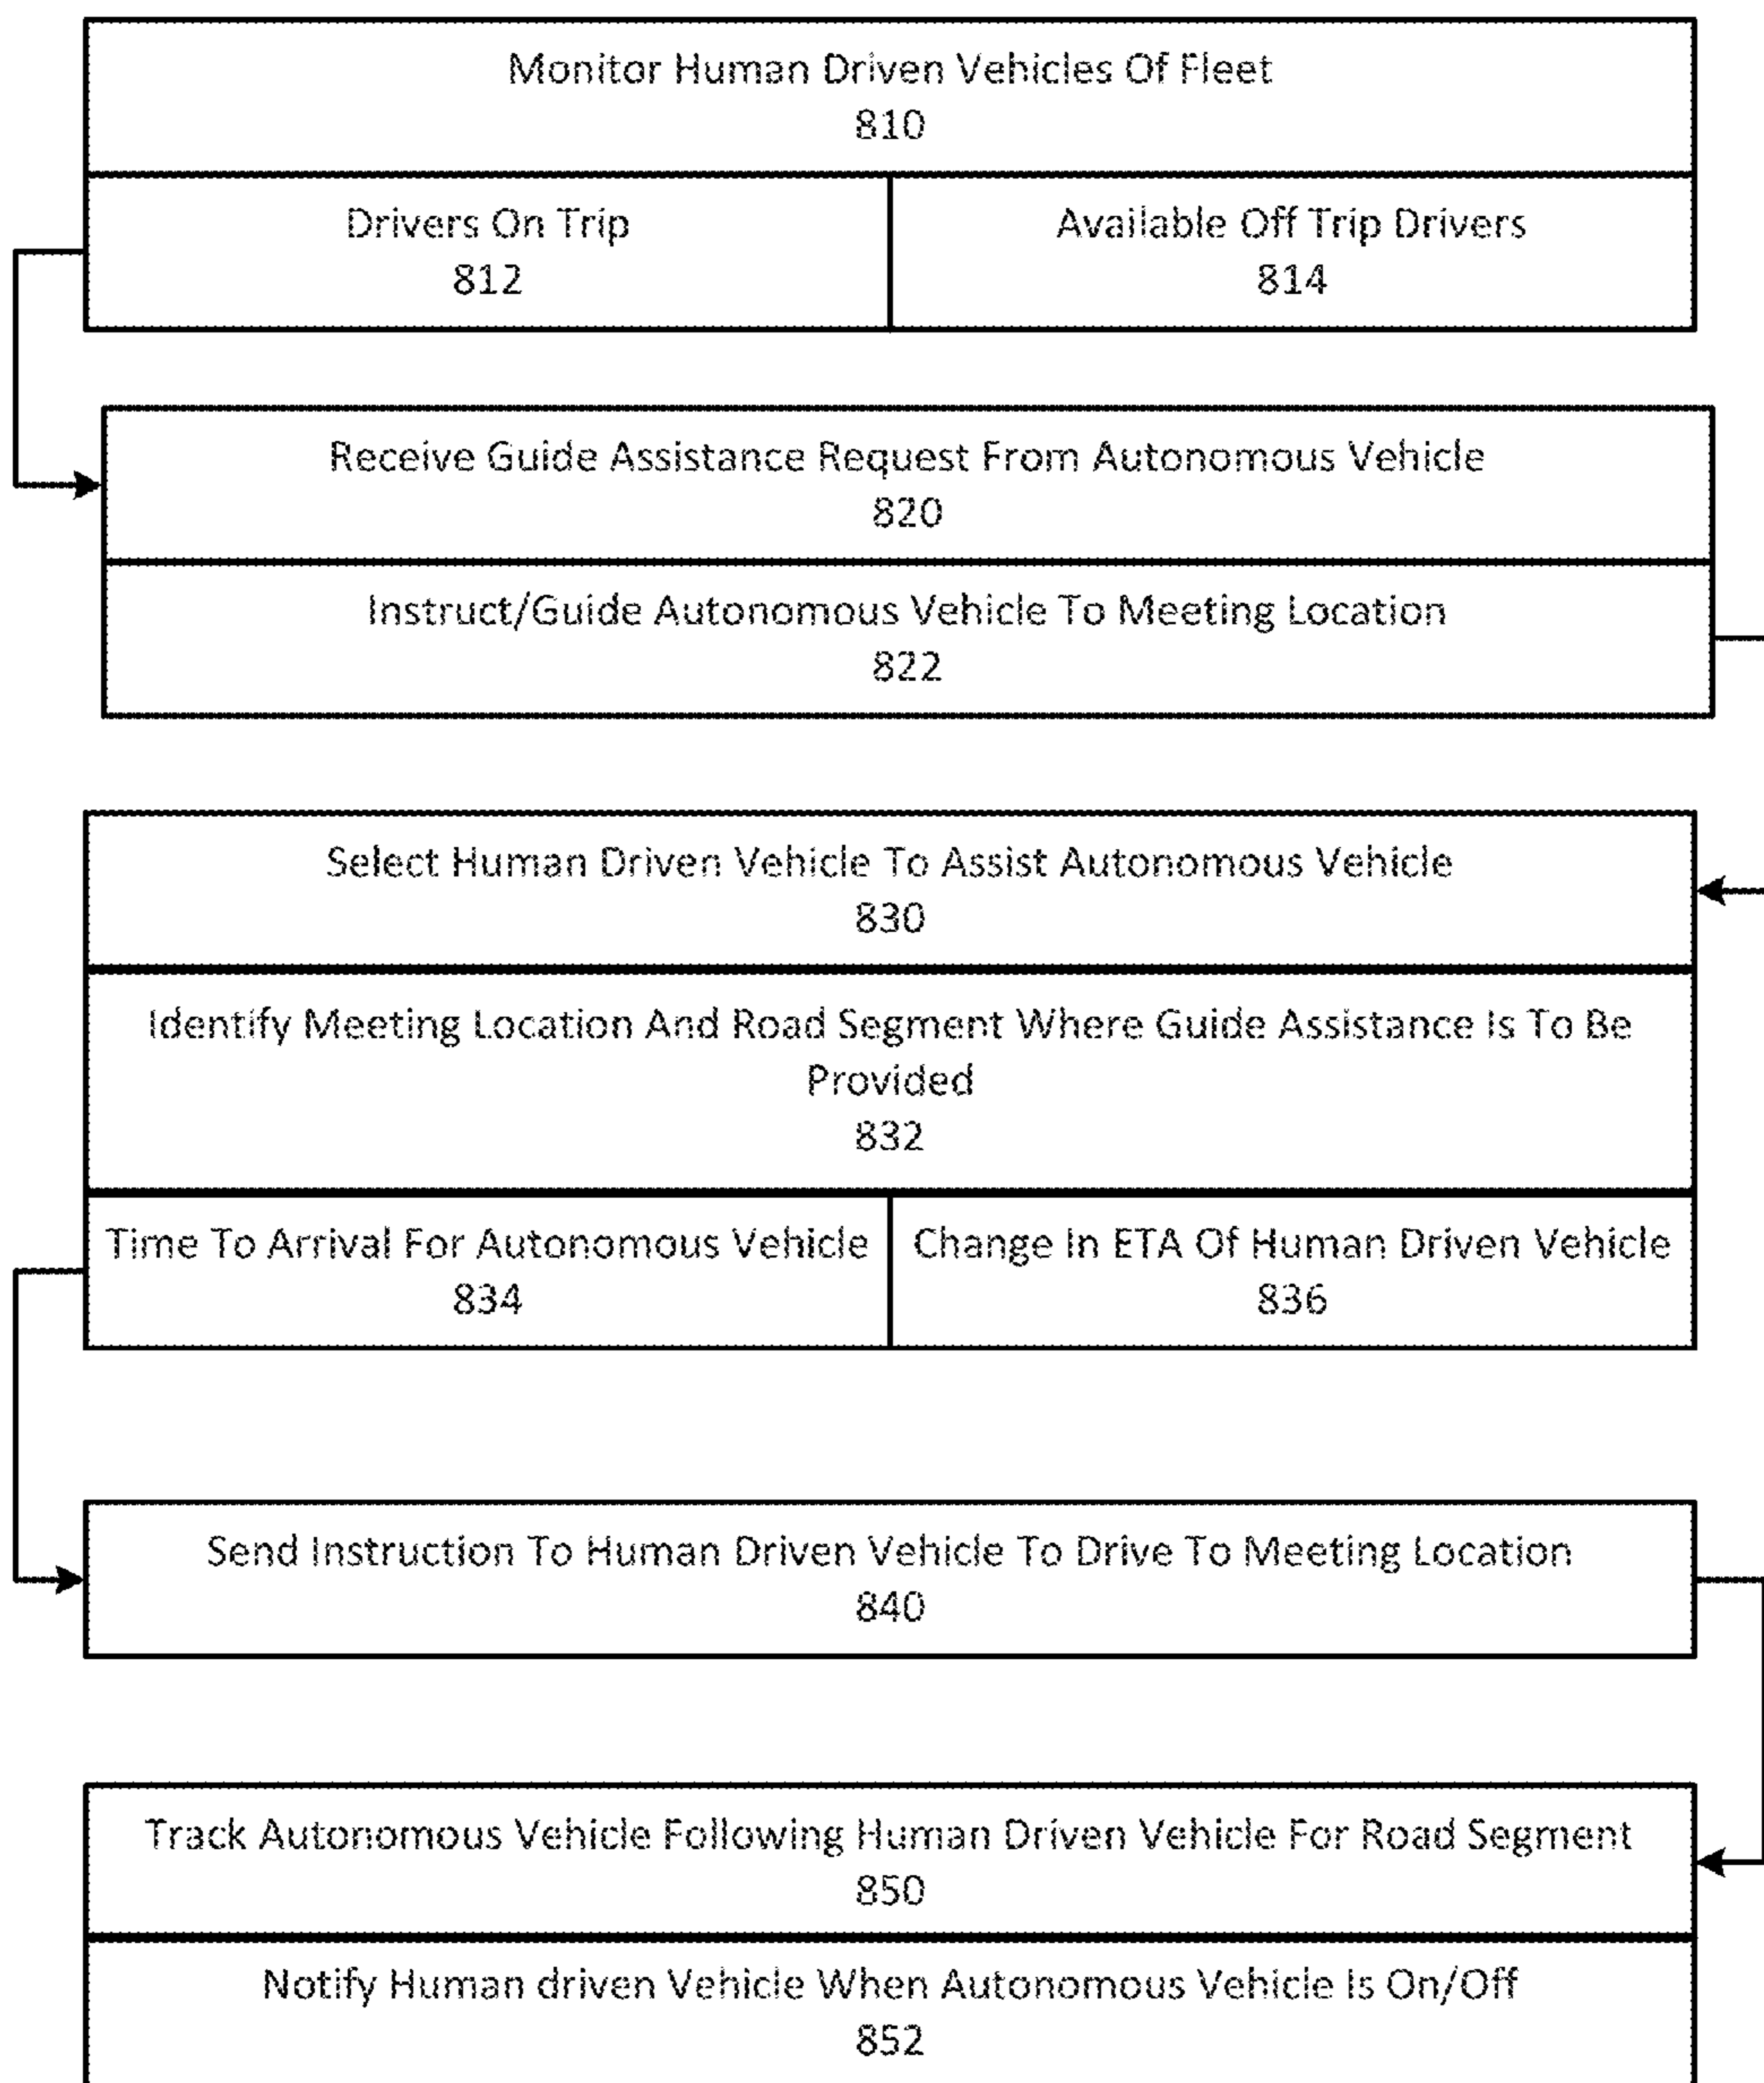 Monitor Human Driven Vehicles Of Fleet
810
Drivers On Trip
812
Available Off Trip Drivers
814
Receive Guide Assistance Request From Autonomous Vehicle
820
Instruct/Guide Autonomous Vehicle To Meeting Location
822
Select Human Driven Vehicle To Assist Autonomous Vehicle
830
Identify Meeting Location And Road Segment Where Guide Assistance Is To Be
Provided
832
Time To Arrival For Autonomous Vehicle
834
Change In ETA Of Human Driven Vehicle
836
Send Instruction To Human Driven Vehicle To Drive To Meeting Location
840
Track Autonomous Vehicle Following Human Driven Vehicle For Road Segment
850
Notify Human driven Vehicle When Autonomous Vehicle Is On/Off
852